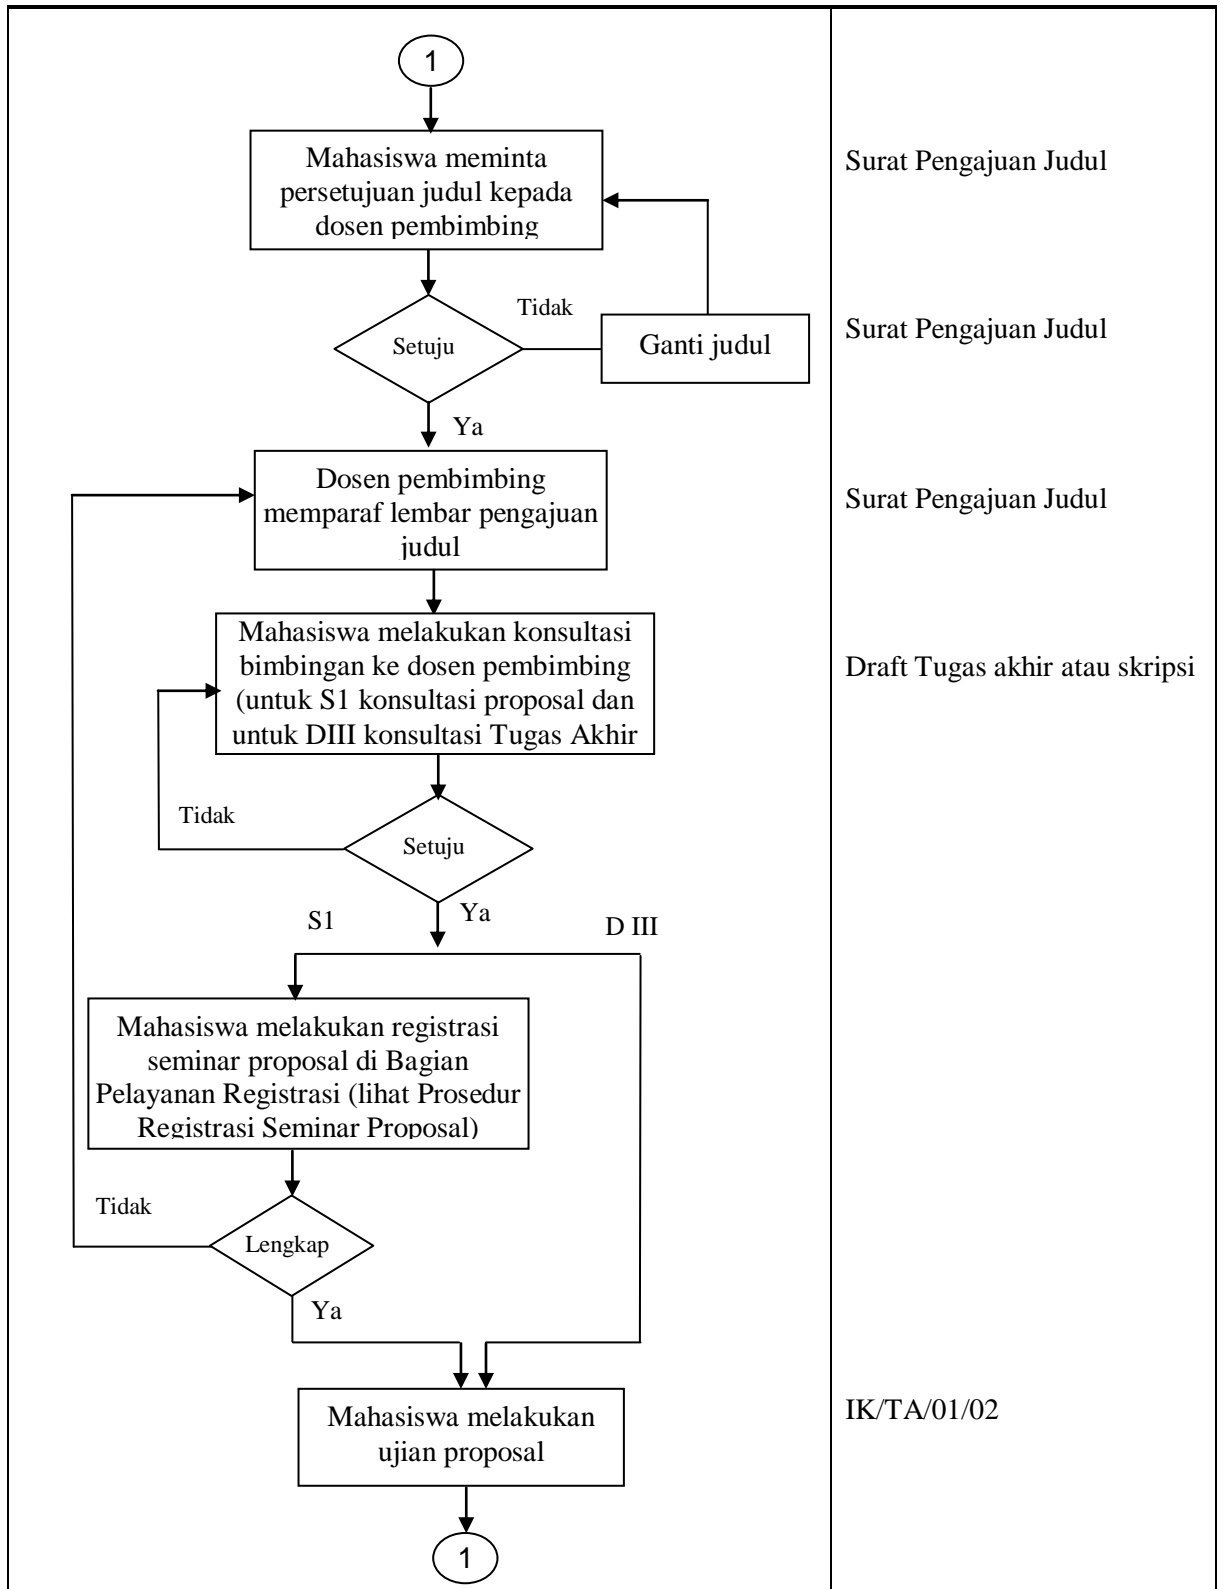 1
Mahasiswa meminta
persetujuan judul kepada
dosen pembimbing
Surat Pengajuan Judul
Tidak
Setuju
Ganti judul
Surat Pengajuan Judul
Ya
Dosen pembimbing
memparaf lembar pengajuan
judul
Surat Pengajuan Judul
Mahasiswa melakukan konsultasi
bimbingan ke dosen pembimbing
(untuk S1 konsultasi proposal dan
untuk DIII konsultasi Tugas Akhir
Draft Tugas akhir atau skripsi
Tidak
Setuju
S1
Ya
D III
Mahasiswa melakukan registrasi
seminar proposal di Bagian
Pelayanan Registrasi (lihat Prosedur
Registrasi Seminar Proposal)
Tidak
Lengkap
Ya
Mahasiswa melakukan
ujian proposal
IK/TA/01/02
1